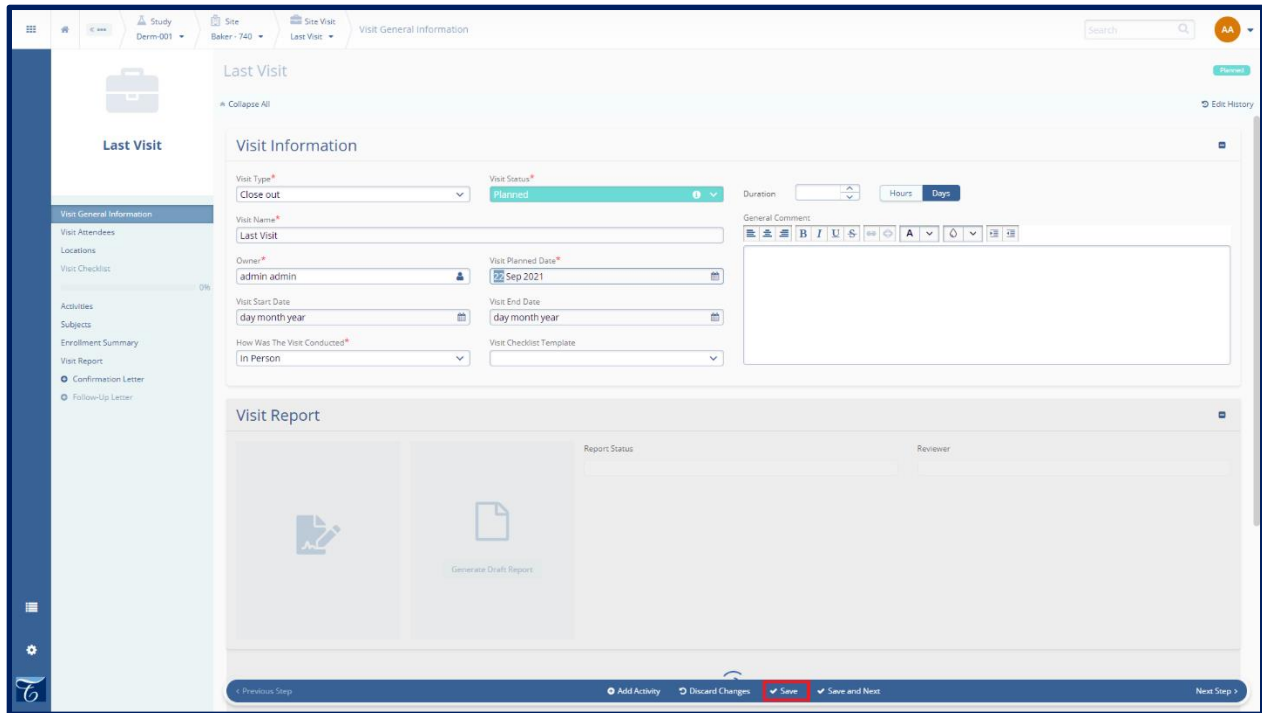 Study
Derm-001
Site
Baker - 740
Site Visit
Last Visit
Visit General Information
Search
AA
Last Visit
Planned
Collapse All
Edit History
Last Visit
Visit General Information
Visit Attendees
Locations
Visit Checklist
0%
Activities
Subjects
Enrollment Summary
Visit Report
Confirmation Letter
Follow-Up Letter
Visit Information
Visit Type*
Close out
Visit Status*
Planned
Duration
Hours
Days
Visit Name*
Last Visit
General Comment
B I U S A
Owner*
admin admin
Visit Planned Date*
22 Sep 2021
Visit Start Date
day month year
Visit End Date
day month year
How Was The Visit Conducted*
In Person
Visit Checklist Template
Visit Report
Report Status
Reviewer
Generate Draft Report
< Previous Step
Add Activity
Discard Changes
Save
Save and Next
Next Step >